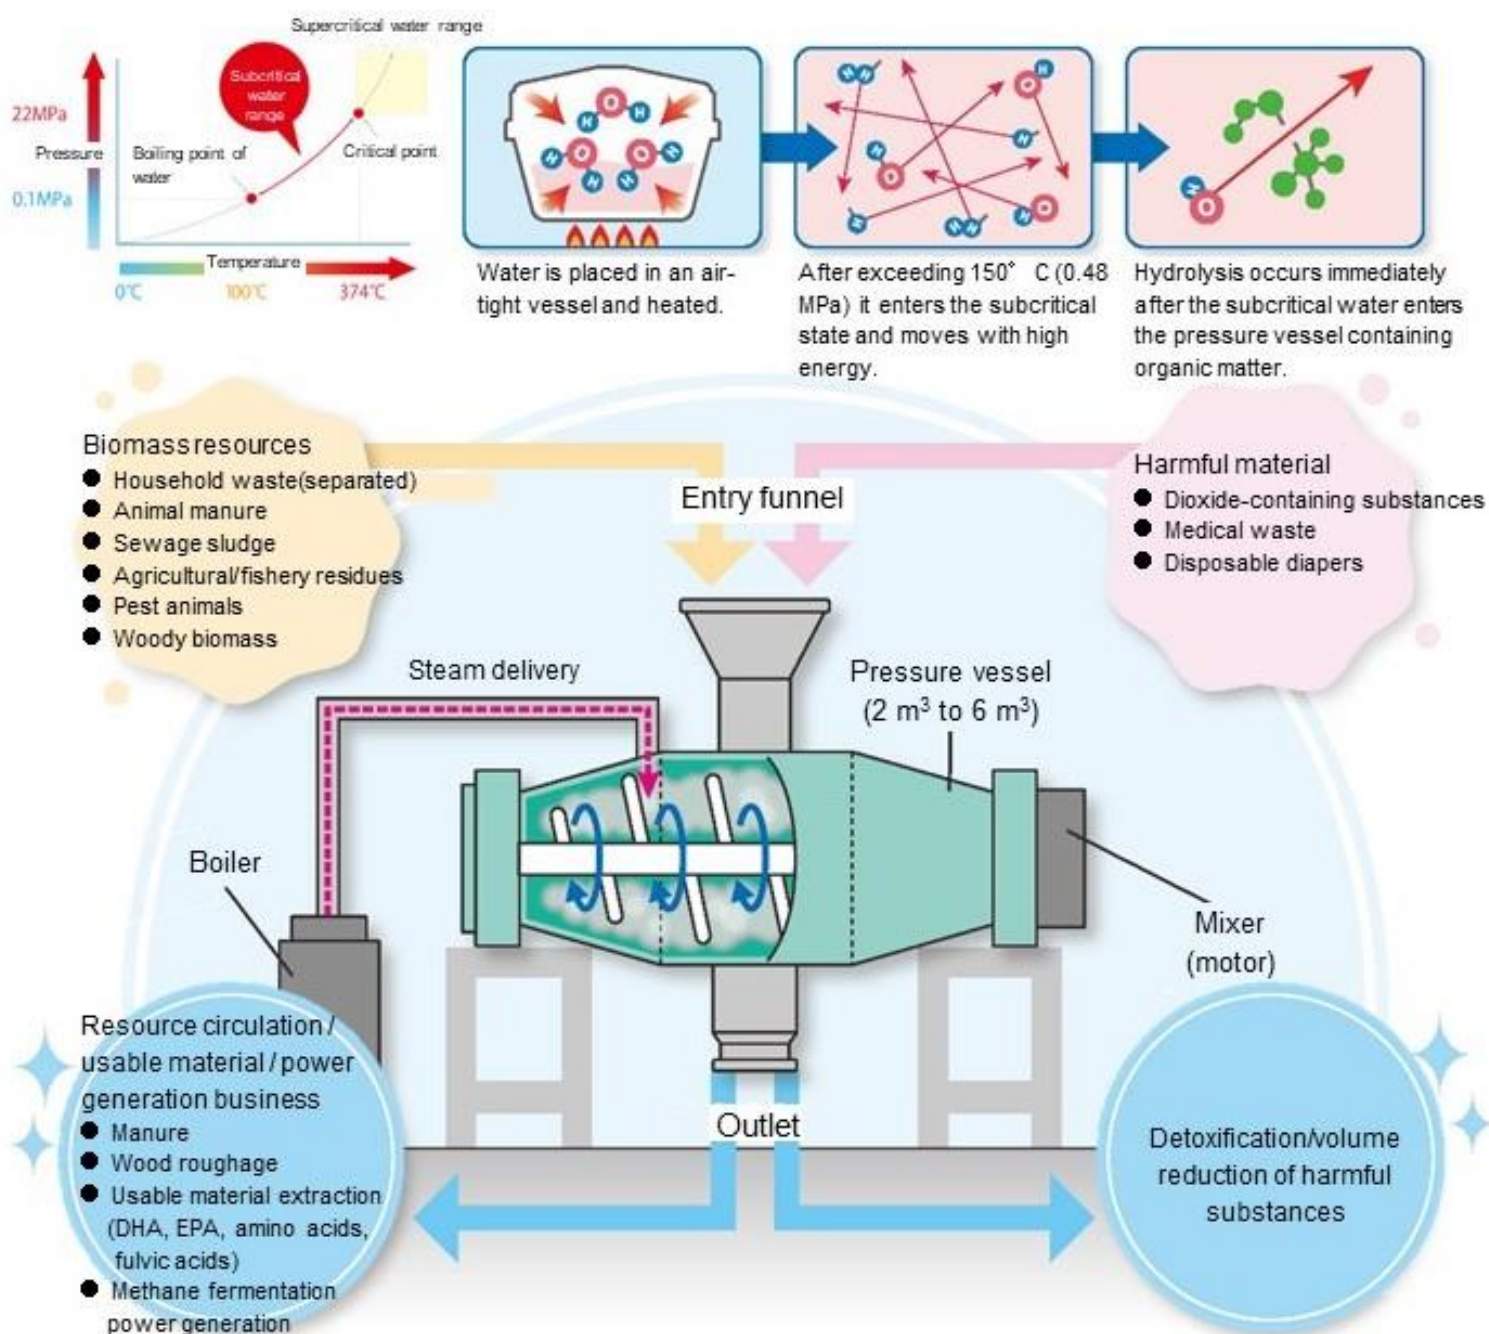 Supercritical water range
Subcritical
water
range
22MPa
Pressure
Boiling point of
water
Critical point
0.1MPa
Temperature
0℃
100℃
374℃
H H O H H O O H H H
H H O H H H O H H H H O
H O
Water is placed in an air-
tight vessel and heated.
After exceeding 150° C (0.48
MPa) it enters the subcritical
state and moves with high
energy.
Hydrolysis occurs immediately
after the subcritical water enters
the pressure vessel containing
organic matter.
Biomass resources
● Household waste(separated)
● Animal manure
● Sewage sludge
● Agricultural/fishery residues
● Pest animals
● Woody biomass
Entry funnel
Harmful material
● Dioxide-containing substances
● Medical waste
● Disposable diapers
Steam delivery
Pressure vessel
(2 m³ to 6 m³)
Boiler
Mixer
(motor)
Resource circulation /
usable material / power
generation business
● Manure
● Wood roughage
● Usable material extraction
(DHA, EPA, amino acids,
fulvic acids)
● Methane fermentation
power generation
Outlet
Detoxification/volume
reduction of harmful
substances